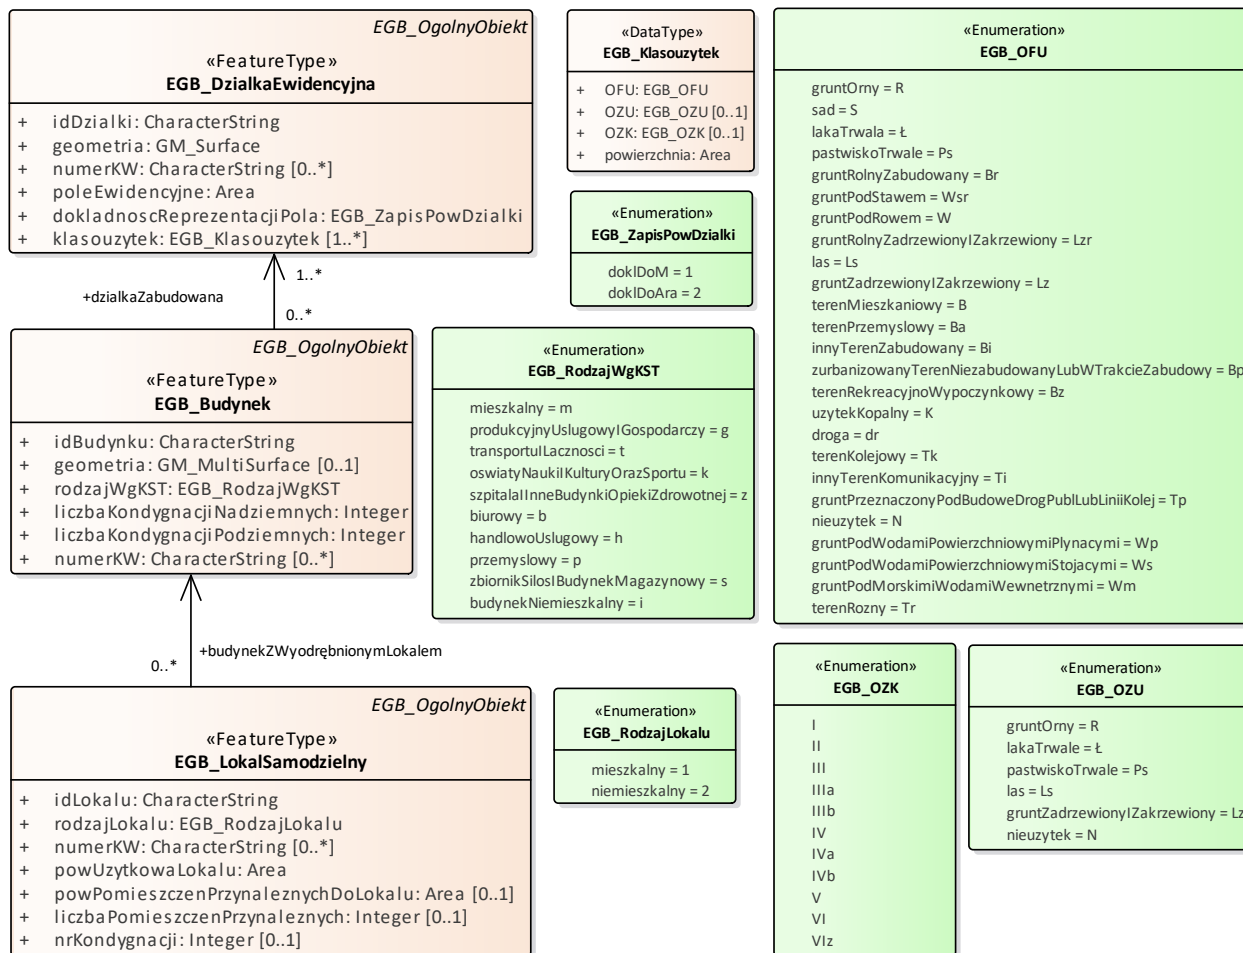 EGB_OgolnyObiekt
«FeatureType»
EGB_DzialkaEwidencyjna
+ idDzialki: CharacterString
+ geometria: GM_Surface
+ numerKW: CharacterString [0..*]
+ poleEwidencyjne: Area
+ dokladnoscReprezentacjiPola: EGB_ZapisPowDzialki
+ klasouzytek: EGB_Klasouzytek [1..*]
1..*
+dzialkaZabudowana
0..*
EGB_OgolnyObiekt
«FeatureType»
EGB_Budynek
+ idBudynku: CharacterString
+ geometria: GM_MultiSurface [0..1]
+ rodzajWgKST: EGB_RodzajWgKST
+ liczbaKondygnacjiNadziemnych: Integer
+ liczbaKondygnacjiPodziemnych: Integer
+ numerKW: CharacterString [0..*]
+budynekZWyodrębnionymLokalem
0..*
EGB_OgolnyObiekt
«FeatureType»
EGB_LokalSamodzielny
+ idLokalu: CharacterString
+ rodzajLokalu: EGB_RodzajLokalu
+ numerKW: CharacterString [0..*]
+ powUzytkowaLokalu: Area
+ powPomieszczenPrzynaleznychDoLokalu: Area [0..1]
+ liczbaPomieszczenPrzynaleznych: Integer [0..1]
+ nrKondygnacji: Integer [0..1]
«DataType»
EGB_Klasouzytek
+ OFU: EGB_OFU
+ OZU: EGB_OZU [0..1]
+ OZK: EGB_OZK [0..1]
+ powierzchnia: Area
«Enumeration»
EGB_ZapisPowDzialki
doklDoM = 1
doklDoAra = 2
«Enumeration»
EGB_RodzajWgKST
mieszkalny = m
produkcyjnyUslugowyIGospodarczy = g
transportuILacznosci = t
oswiatyNaukiIKulturyOrazSportu = k
szpitalaIInneBudynkiOpiekiZdrowotnej = z
biurowy = b
handlowoUslugowy = h
przemyslowy = p
zbiornikSilosIBudynekMagazynowy = s
budynekNiemieszkalny = i
«Enumeration»
EGB_RodzajLokalu
mieszkalny = 1
niemieszkalny = 2
«Enumeration»
EGB_OFU
gruntOrny = R
sad = S
lakaTrwala = Ł
pastwiskoTrwale = Ps
gruntRolnyZabudowany = Br
gruntPodStawem = Wsr
gruntPodRowem = W
gruntRolnyZadrzewionyIZakrzewiony = Lzr
las = Ls
gruntZadrzewionyIZakrzewiony = Lz
terenMieszkaniowy = B
terenPrzemyslowy = Ba
innyTerenZabudowany = Bi
zurbanizowanyTerenNiezabudowanyLubWTrakcieZabudowy = Bp
terenRekreacyjnoWypoczynkowy = Bz
uzytekKopalny = K
droga = dr
terenKolejowy = Tk
innyTerenKomunikacyjny = Ti
gruntPrzeznaczonyPodBudoweDrogPublLubLiniiKolej = Tp
nieuzytek = N
gruntPodWodamiPowierzchniowymiPlynacymi = Wp
gruntPodWodamiPowierzchniowymiStojacymi = Ws
gruntPodMorskimiWodamiWewnetrznymi = Wm
terenRozny = Tr
«Enumeration»
EGB_OZK
I
II
III
IIIa
IIIb
IV
IVa
IVb
V
VI
VIz
«Enumeration»
EGB_OZU
gruntOrny = R
lakaTrwale = Ł
pastwiskoTrwale = Ps
las = Ls
gruntZadrzewionyIZakrzewiony = Lz
nieuzytek = N